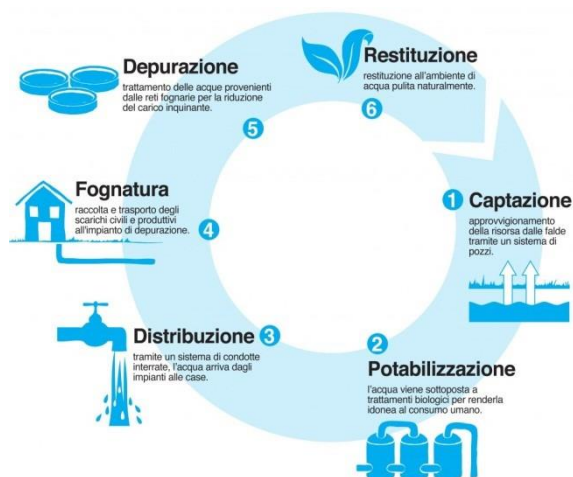 1 Captazione
approvvigionamento
della risorsa dalle falde
tramite un sistema di
pozzi.
2
Potabilizzazione
l'acqua viene sottoposta a
trattamenti biologici per renderla
idonea al consumo umano.
Distribuzione 3
tramite un sistema di condotte
interrate, l'acqua arriva dagli
impianti alle case.
Fognatura
raccolta e trasporto degli
scarichi civili e produttivi
all'impianto di depurazione. 4
Depurazione
trattamento delle acque provenienti
dalle reti fognarie per la riduzione
del carico inquinante.
5
Restituzione
restituzione all'ambiente di
acqua pulita naturalmente.
6